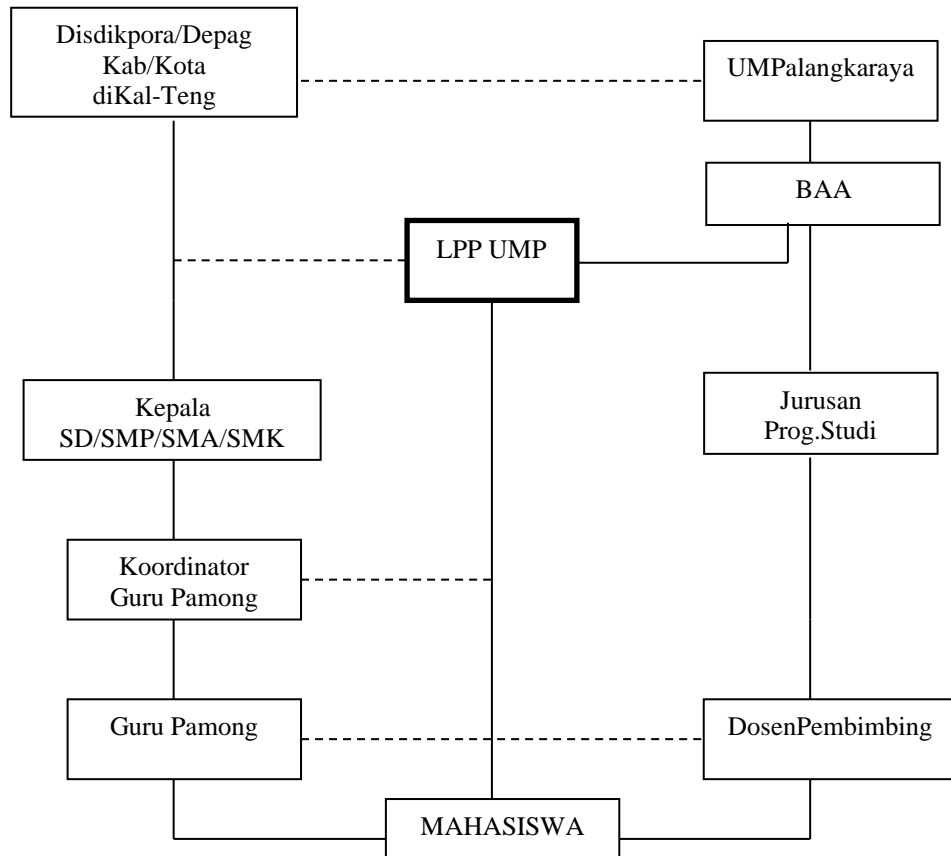 Disdikpora/Depag
Kab/Kota
diKal-Teng
UMPalangkaraya
BAA
LPP UMP
Kepala
SD/SMP/SMA/SMK
Jurusan
Prog.Studi
Koordinator
Guru Pamong
Guru Pamong
DosenPembimbing
MAHASISWA